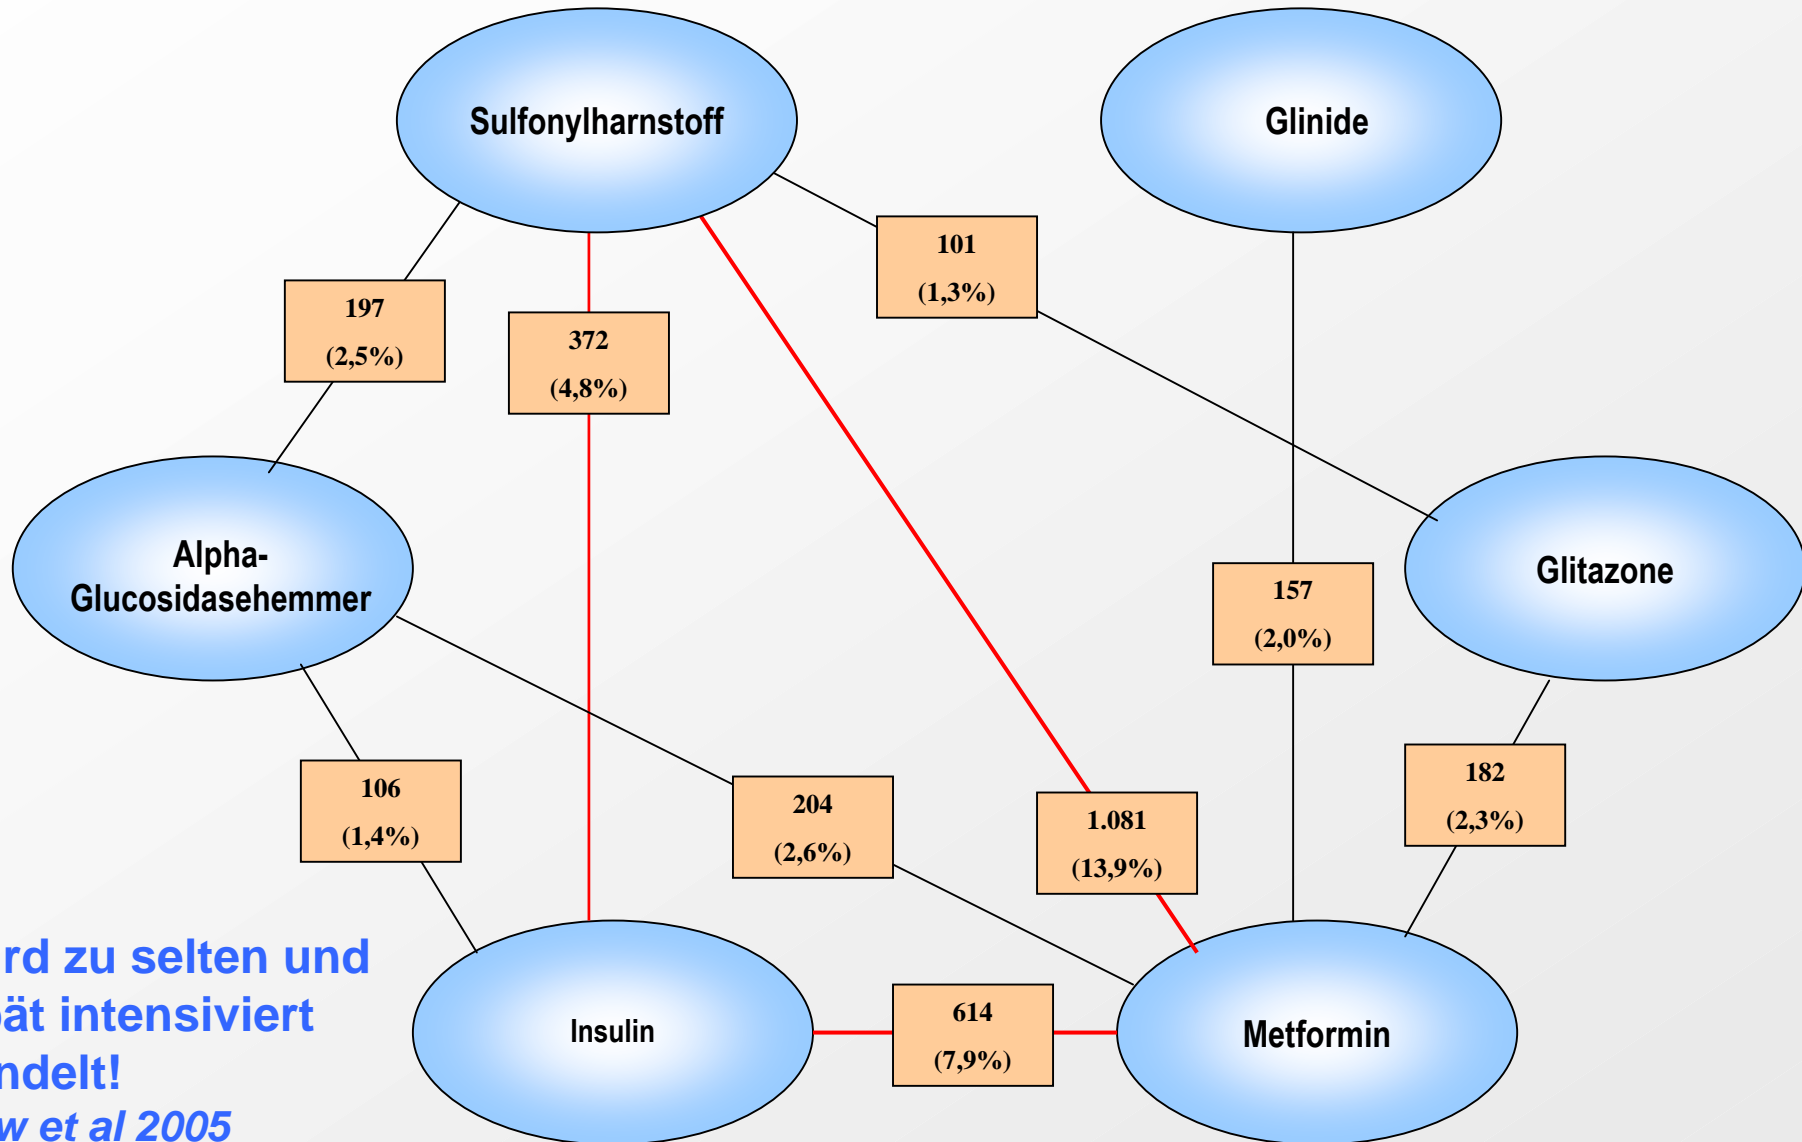 Sulfonylharnstoff
Glinide
101
(1,3%)
197
(2,5%)
372
(4,8%)
Alpha-
Glucosidasehemmer
157
(2,0%)
Glitazone
106
(1,4%)
204
(2,6%)
1.081
(13,9%)
182
(2,3%)
Insulin
614
(7,9%)
Metformin
rd zu selten und
ät intensiviert
ndelt!
w et al 2005